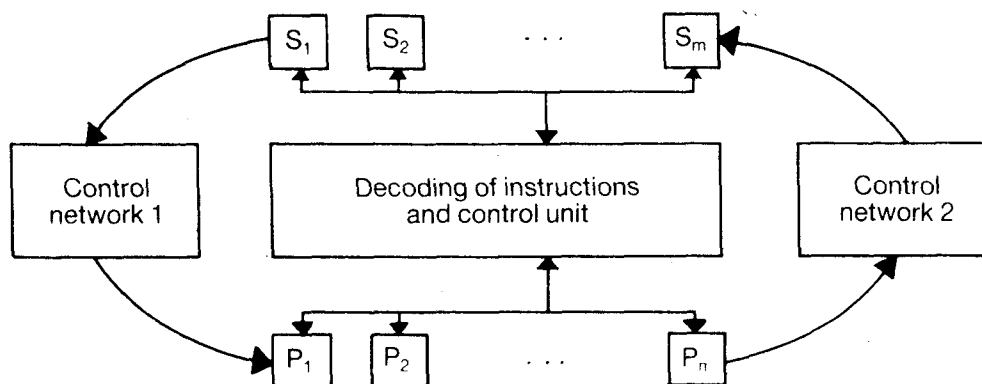 S₁ S₂ ... Sₘ
Control
network 1
Decoding of instructions
and control unit
Control
network 2
P₁ P₂ ... Pₙ